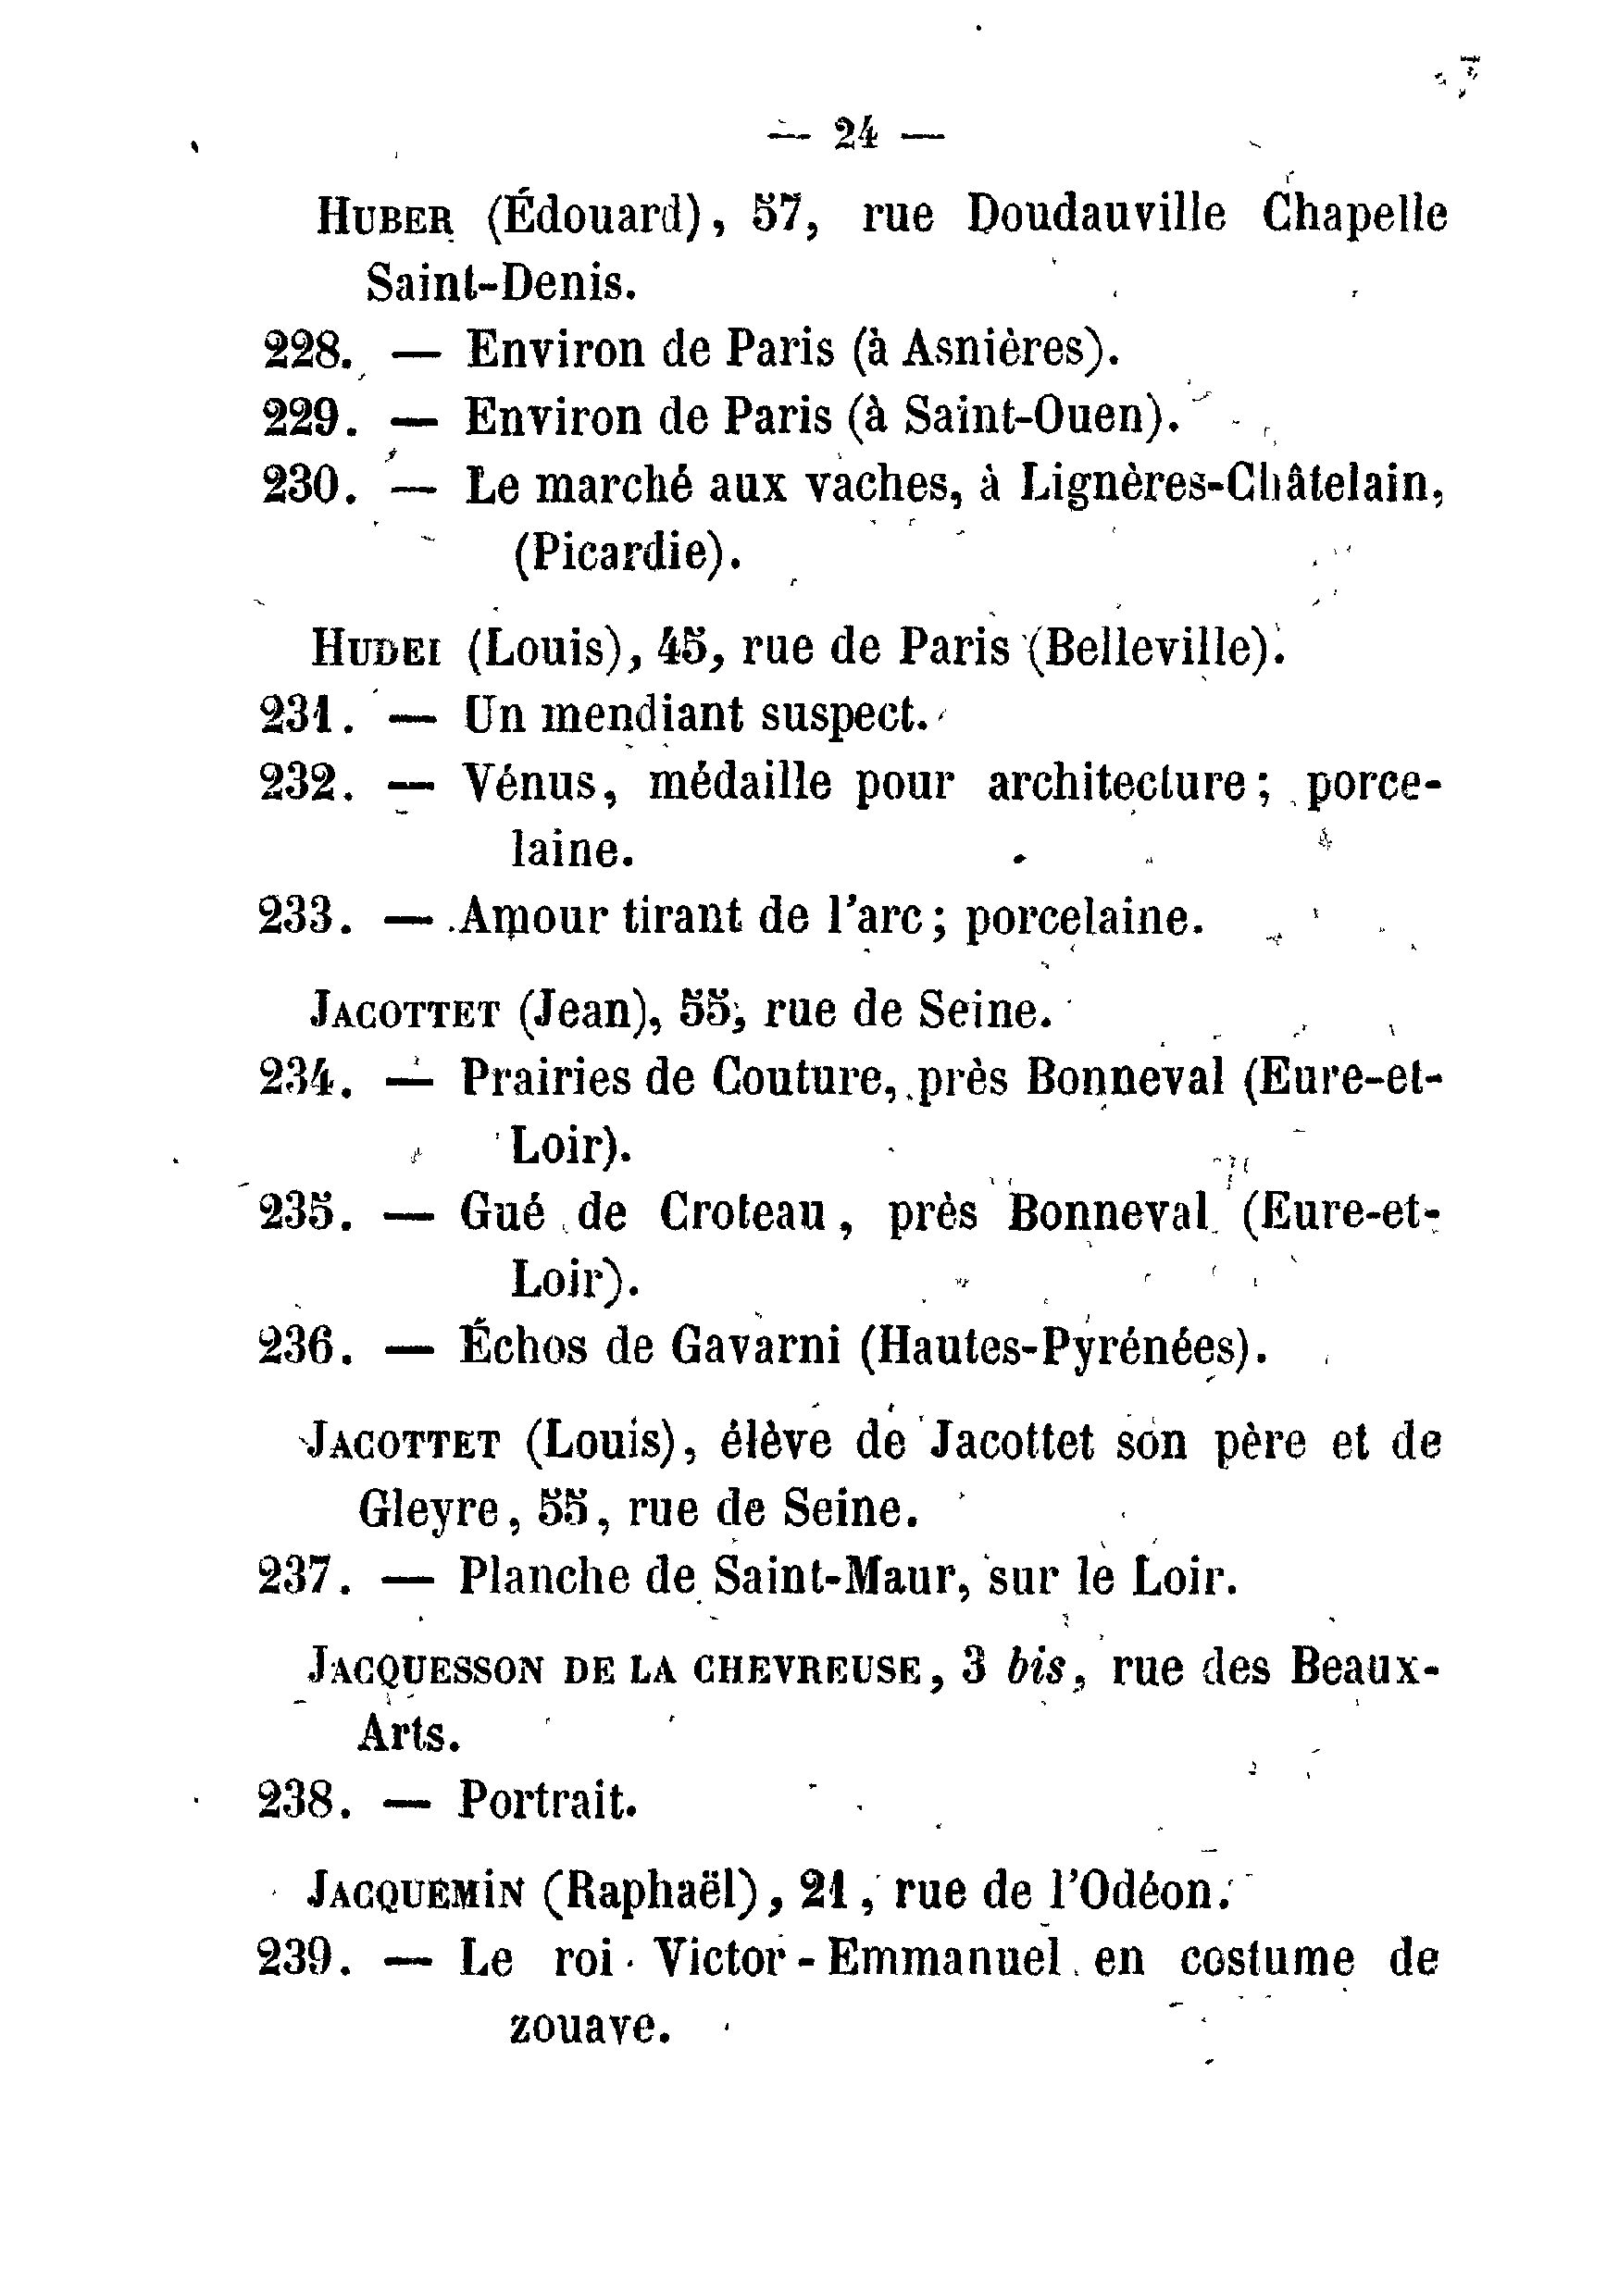 — 24 —
HUBER (Édouard), 57, rue Doudauville Chapelle
Saint-Denis.
228. — Environ de Paris (à Asnières).
229. — Environ de Paris (à Saint-Ouen).
230. — Le marché aux vaches, à Lignères-Châtelain,
(Picardie).
HUDEL (Louis), 45, rue de Paris (Belleville).
231. — Un mendiant suspect.
232. — Vénus, médaille pour architecture; porce-
laine.
233. — Amour tirant de l'arc; porcelaine.
JACOTTET (Jean), 55, rue de Seine.
234. — Prairies de Couture, près Bonneval (Eure-et-
Loir).
235. — Gué de Croteau, près Bonneval (Eure-et-
Loir).
236. — Échos de Gavarni (Hautes-Pyrénées).
JACOTTET (Louis), élève de Jacottet son père et de
Gleyre, 55, rue de Seine.
237. — Planche de Saint-Maur, sur le Loir.
JACQUESSON DE LA CHEVREUSE, 3 bis, rue des Beaux-
Arts.
238. — Portrait.
JACQUEMIN (Raphaël), 21, rue de l'Odéon.
239. — Le roi Victor-Emmanuel en costume de
zouave.